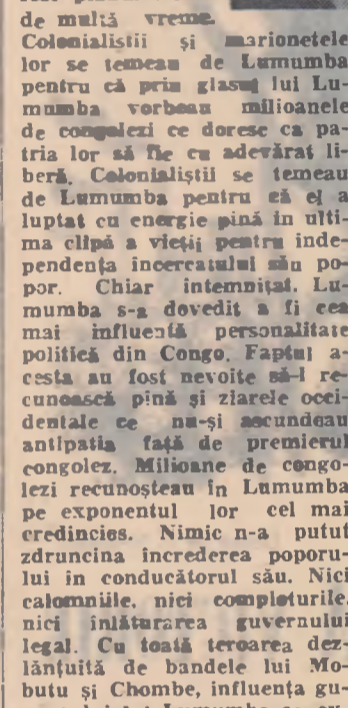 de multă vreme.
Colonialiștii și marionetele
lor se temeau de Lumumba
pentru că prin glasul lui Lu-
mumba vorbeau milioanele
de congolezi ce doresc ca pa-
tria lor să fie cu adevărat li-
beră. Colonialiștii se temeau
de Lumumba pentru că el a
luptat cu energie pînă în ulti-
ma clipă a vieții pentru inde-
pendența încercatului său po-
por. Chiar întemnițat, Lu-
mumba s-a dovedit a fi cea
mai influentă personalitate
politică din Congo. Faptul a-
cesta au fost nevoite să-l re-
cunoască pînă și ziarele occi-
dentale ce nu-și ascundeau
antipatia față de premierul
congolez. Milioane de congo-
lezi recunoșteau în Lumumba
pe exponentul lor cel mai
credincios. Nimic n-a putut
zdruncina încrederea poporu-
lui în conducătorul său. Nici
calomniile, nici comploturile,
nici înlăturarea guvernului
legal. Cu toată teroarea dez-
lănțuită de bandele lui Mo-
butu și Chombe, influența gu-